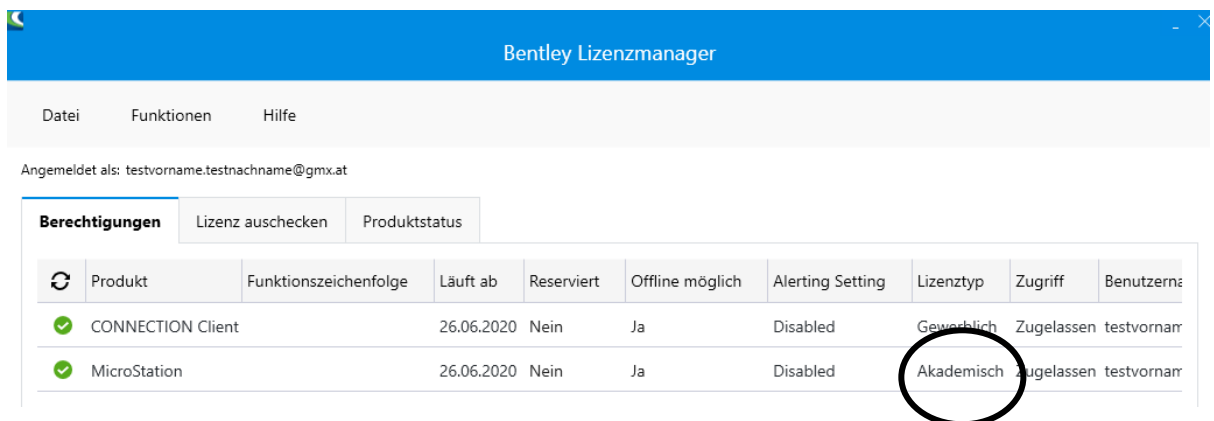 Bentley Lizenzmanager
Datei Funktionen Hilfe
Angemeldet als: testvorname.testnachname@gmx.at
Berechtigungen Lizenz auschecken Produktstatus
Produkt Funktionszeichenfolge Läuft ab Reserviert Offline möglich Alerting Setting Lizenztyp Zugriff Benutzerna
CONNECTION Client 26.06.2020 Nein Ja Disabled Gewerblich Zugelassen testvornam
MicroStation 26.06.2020 Nein Ja Disabled Akademisch Zugelassen testvornam